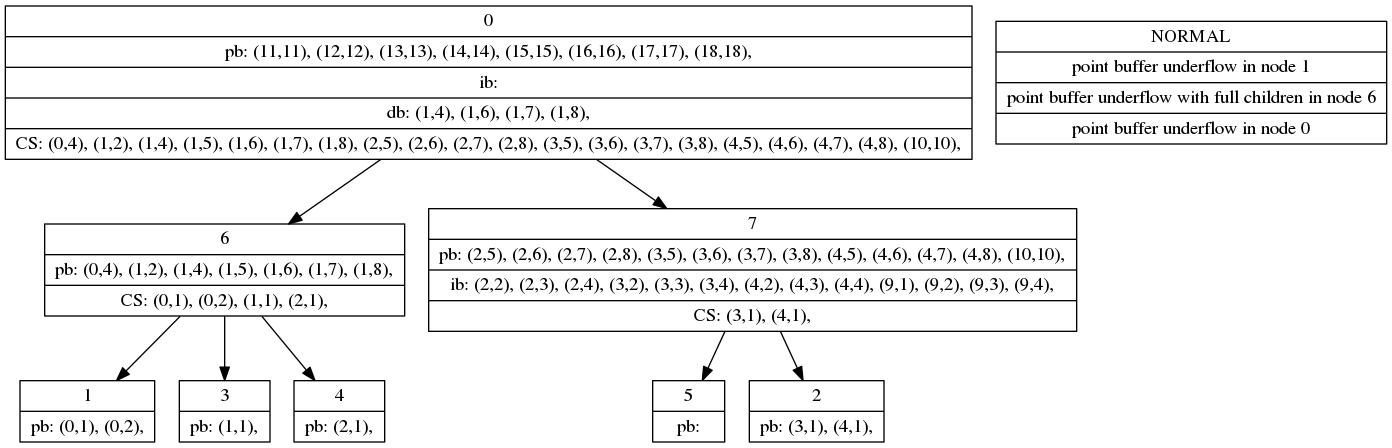 0
pb: (11,11), (12,12), (13,13), (14,14), (15,15), (16,16), (17,17), (18,18),
ib:
db: (1,4), (1,6), (1,7), (1,8),
CS: (0,4), (1,2), (1,4), (1,5), (1,6), (1,7), (1,8), (2,5), (2,6), (2,7), (2,8), (3,5), (3,6), (3,7), (3,8), (4,5), (4,6), (4,7), (4,8), (10,10),
NORMAL
point buffer underflow in node 1
point buffer underflow with full children in node 6
point buffer underflow in node 0
6
pb: (0,4), (1,2), (1,4), (1,5), (1,6), (1,7), (1,8),
CS: (0,1), (0,2), (1,1), (2,1),
7
pb: (2,5), (2,6), (2,7), (2,8), (3,5), (3,6), (3,7), (3,8), (4,5), (4,6), (4,7), (4,8), (10,10),
ib: (2,2), (2,3), (2,4), (3,2), (3,3), (3,4), (4,2), (4,3), (4,4), (9,1), (9,2), (9,3), (9,4),
CS: (3,1), (4,1),
1
pb: (0,1), (0,2),
3
pb: (1,1),
4
pb: (2,1),
5
pb:
2
pb: (3,1), (4,1),